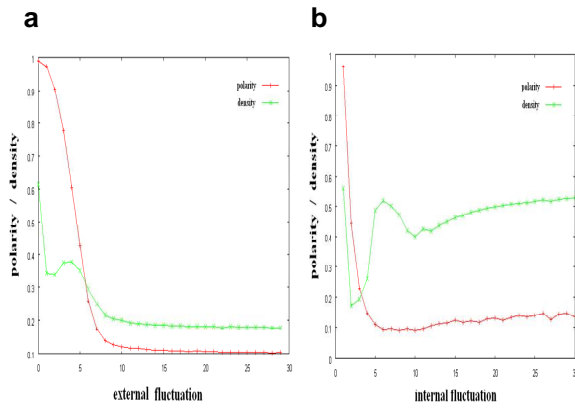 a
polarity / density
1
0.9
0.8
0.7
0.6
0.5
0.4
0.3
0.2
0.1
polarity
density
0 5 10 15 20 25 30
external fluctuation
b
polarity / density
1
0.9
0.8
0.7
0.6
0.5
0.4
0.3
0.2
0.1
0
polarity
density
0 5 10 15 20 25 30
internal fluctuation